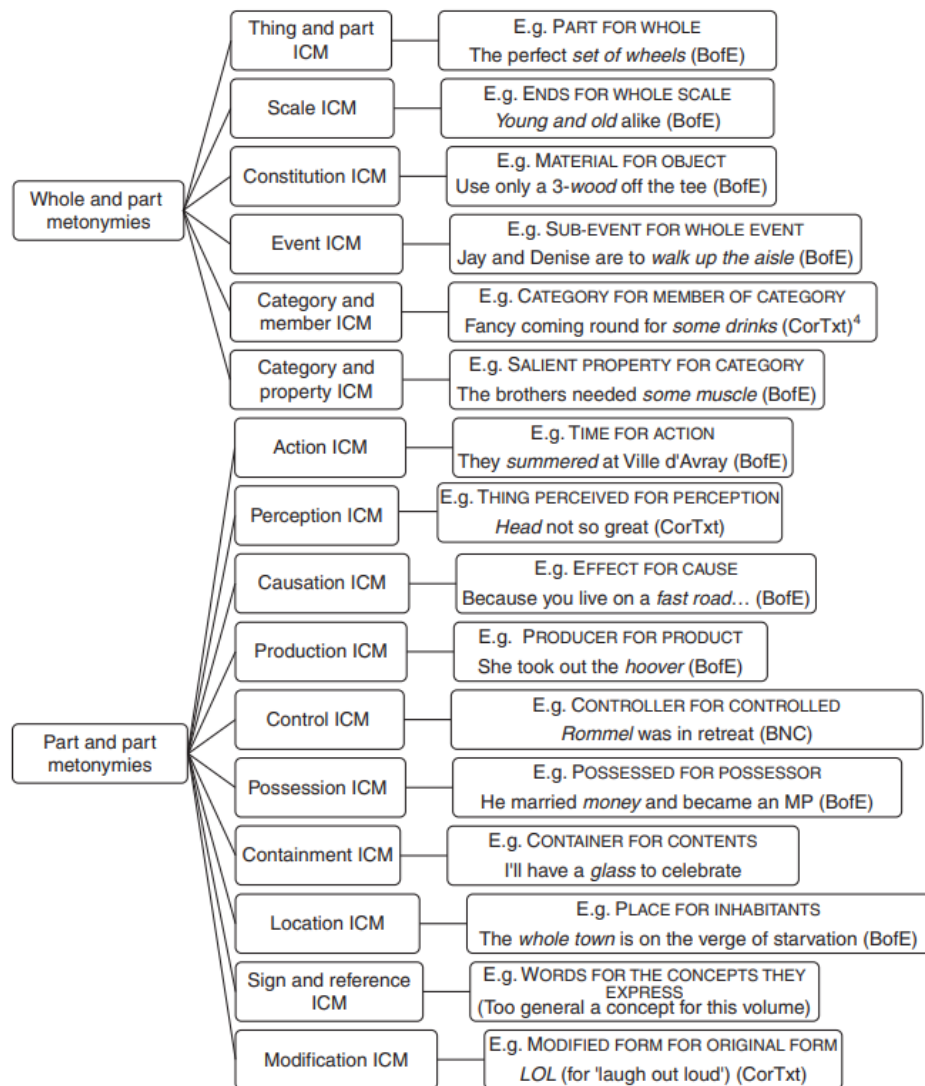 Thing and part
ICM
E.g. PART FOR WHOLE
The perfect set of wheels (BofE)
Scale ICM
E.g. ENDS FOR WHOLE SCALE
Young and old alike (BofE)
Constitution ICM
E.g. MATERIAL FOR OBJECT
Use only a 3-wood off the tee (BofE)
Whole and part
metonymies
Event ICM
E.g. SUB-EVENT FOR WHOLE EVENT
Jay and Denise are to walk up the aisle (BofE)
Category and
member ICM
E.g. CATEGORY FOR MEMBER OF CATEGORY
Fancy coming round for some drinks (CorTxt)4
Category and
property ICM
E.g. SALIENT PROPERTY FOR CATEGORY
The brothers needed some muscle (BofE)
Action ICM
E.g. TIME FOR ACTION
They summered at Ville d'Avray (BofE)
Perception ICM
E.g. THING PERCEIVED FOR PERCEPTION
Head not so great (CorTxt)
Causation ICM
E.g. EFFECT FOR CAUSE
Because you live on a fast road... (BofE)
Production ICM
E.g. PRODUCER FOR PRODUCT
She took out the hoover (BofE)
Part and part
metonymies
Control ICM
E.g. CONTROLLER FOR CONTROLLED
Rommel was in retreat (BNC)
Possession ICM
E.g. POSSESSED FOR POSSESSOR
He married money and became an MP (BofE)
Containment ICM
E.g. CONTAINER FOR CONTENTS
I'll have a glass to celebrate
Location ICM
E.g. PLACE FOR INHABITANTS
The whole town is on the verge of starvation (BofE)
Sign and reference
ICM
E.g. WORDS FOR THE CONCEPTS THEY
EXPRESS
(Too general a concept for this volume)
Modification ICM
E.g. MODIFIED FORM FOR ORIGINAL FORM
LOL (for 'laugh out loud') (CorTxt)